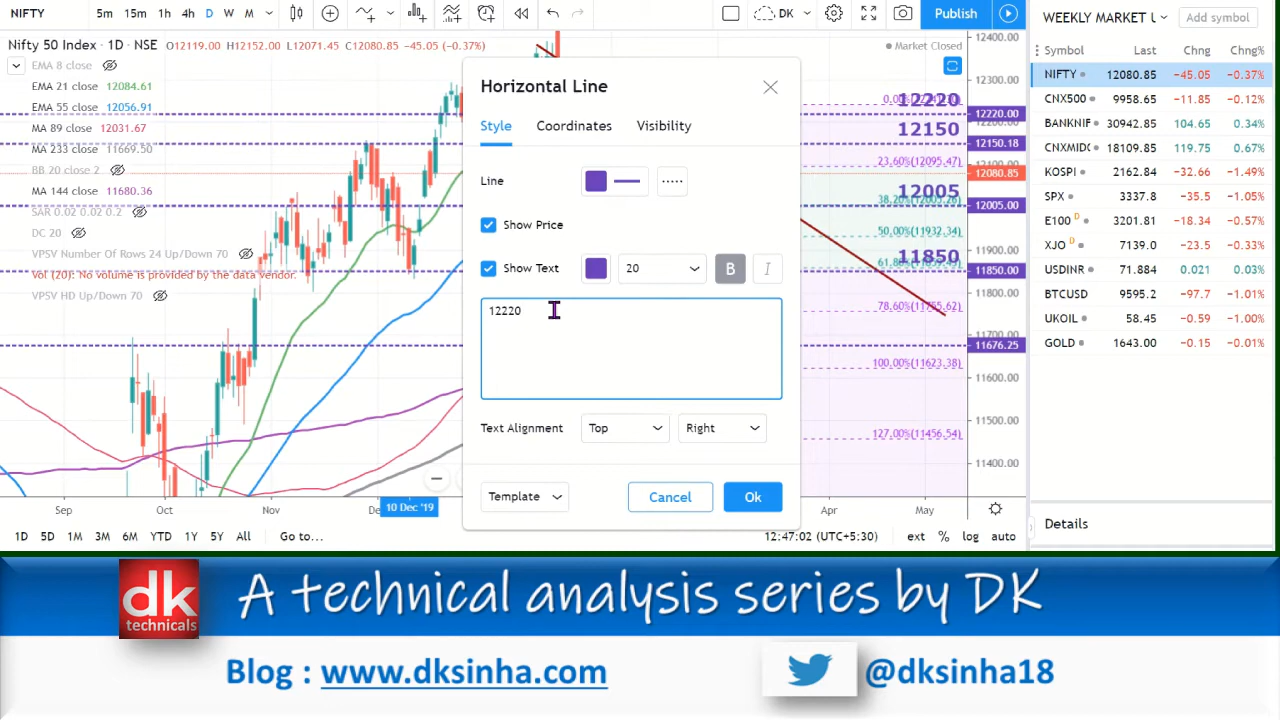 NIFTY 5m 15m 1h 4h D W M DK Publish
WEEKLY MARKET U Add symbol
Nifty 50 Index · 1D · NSE O12119.00 H12152.00 L12071.45 C12080.85 −45.05 (−0.37%) Market Closed
EMA 8 close
EMA 21 close 12084.61
EMA 55 close 12056.91
MA 89 close 12031.67
MA 233 close 11669.50
BB 20 close 2
MA 144 close 11680.36
SAR 0.02 0.02 0.2
DC 20
VPSV Number Of Rows 24 Up/Down 70
Vol (20): No volume is provided by the data vendor.
VPSV HD Up/Down 70
Horizontal Line
Style Coordinates Visibility
Line
Show Price
Show Text 20 B I
12220
Text Alignment Top Right
Template Cancel Ok
12220
12150
23.60%(12095.47)
12005
38.20%(12005.26)
50.00%(11932.34)
11850
78.60%(11755.62)
100.00%(11623.38)
127.00%(11456.54)
12400.00
12300.00
12220.00
12150.18
12080.85
12005.00
11900.00
11850.00
11800.00
11676.25
11600.00
11500.00
11400.00
Symbol Last Chng Chng%
NIFTY 12080.85 −45.05 −0.37%
CNX500 9958.65 −11.85 −0.12%
BANKNIF 30942.85 104.65 0.34%
CNXMIDC 18109.85 119.75 0.67%
KOSPI 2162.84 −32.66 −1.49%
SPX 3337.8 −35.5 −1.05%
E100 D 3201.81 −18.34 −0.57%
XJO D 7139.0 −23.5 −0.33%
USDINR 71.884 0.021 0.03%
BTCUSD 9595.2 −97.7 −1.01%
UKOIL 58.45 −0.59 −1.00%
GOLD 1643.00 −0.15 −0.01%
Details
Sep Oct Nov De 10 Dec '19 Apr May
1D 5D 1M 3M 6M YTD 1Y 5Y All Go to... 12:47:02 (UTC+5:30) ext % log auto
dk
technicals
A technical analysis series by DK
Blog : www.dksinha.com
@dksinha18